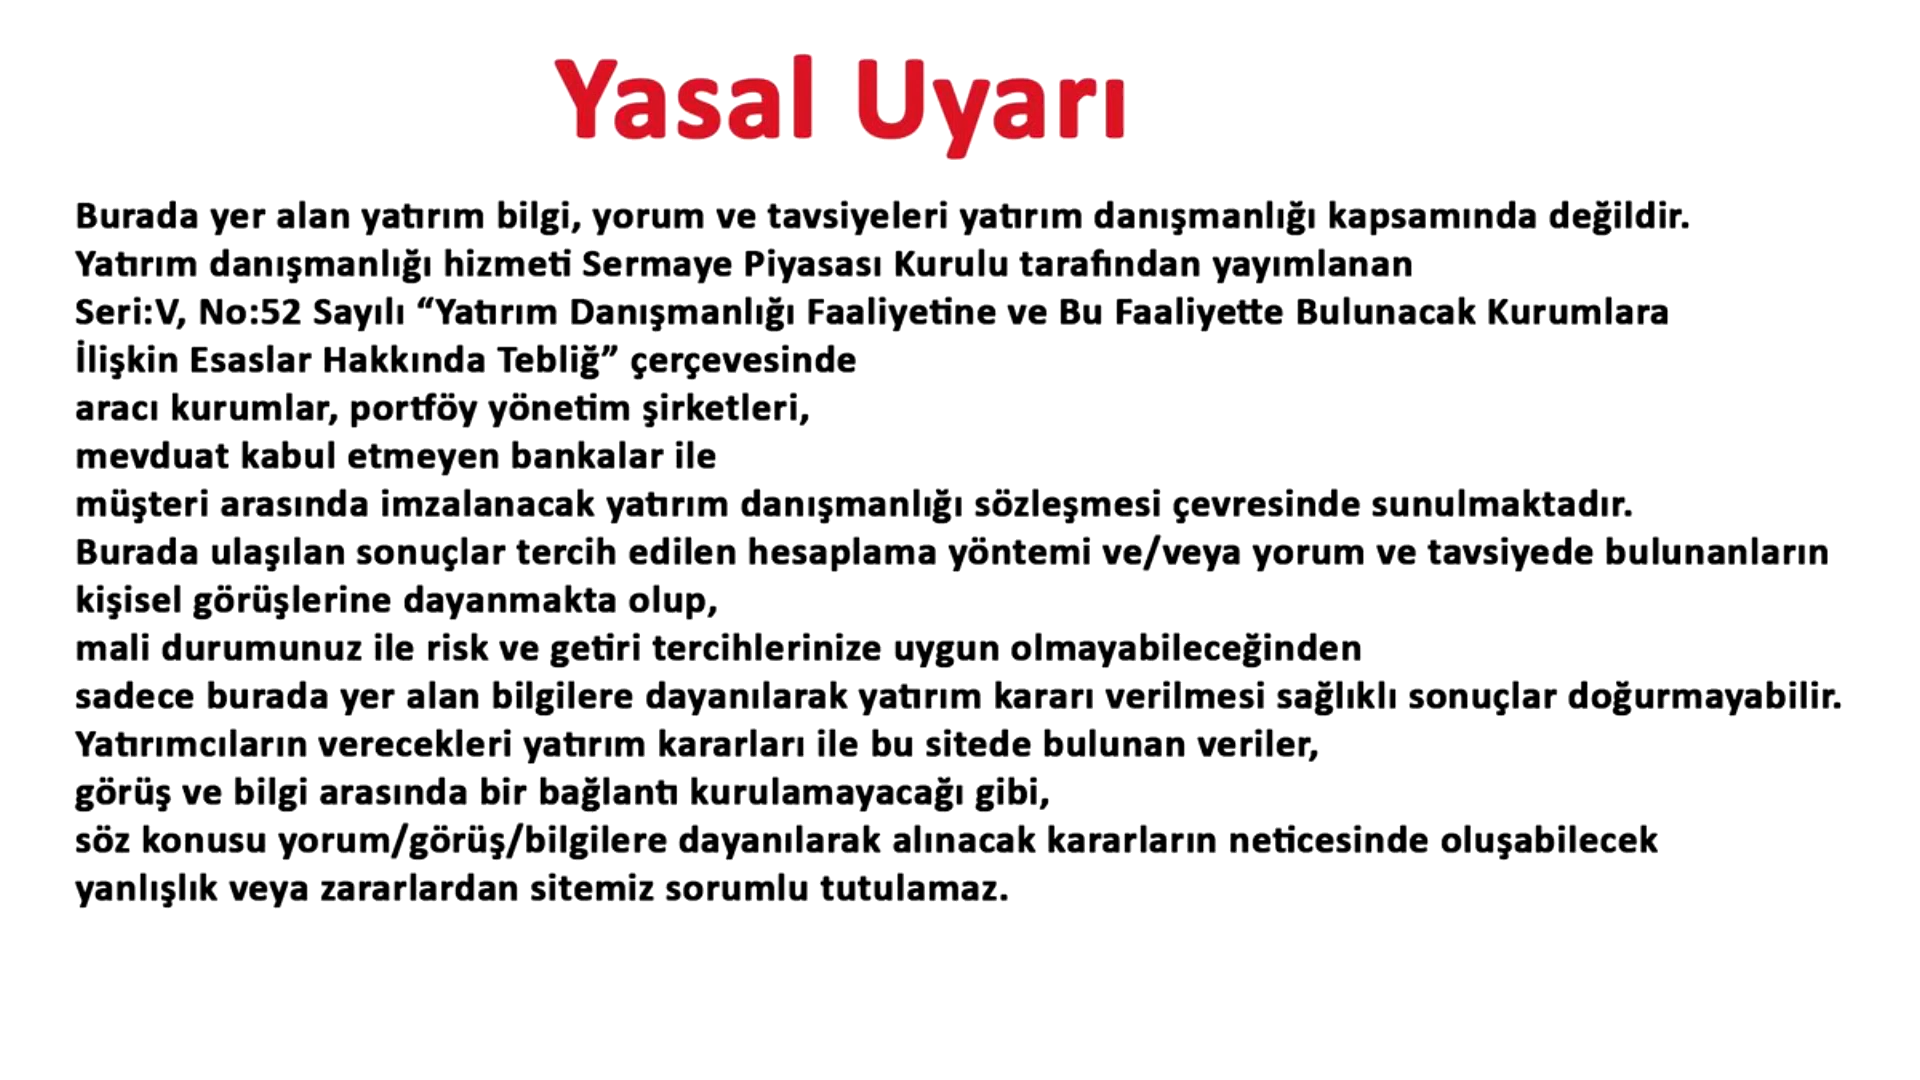 Yasal Uyarı
Burada yer alan yatırım bilgi, yorum ve tavsiyeleri yatırım danışmanlığı kapsamında değildir.
Yatırım danışmanlığı hizmeti Sermaye Piyasası Kurulu tarafından yayımlanan
Seri:V, No:52 Sayılı “Yatırım Danışmanlığı Faaliyetine ve Bu Faaliyette Bulunacak Kurumlara
İlişkin Esaslar Hakkında Tebliğ” çerçevesinde
aracı kurumlar, portföy yönetim şirketleri,
mevduat kabul etmeyen bankalar ile
müşteri arasında imzalanacak yatırım danışmanlığı sözleşmesi çevresinde sunulmaktadır.
Burada ulaşılan sonuçlar tercih edilen hesaplama yöntemi ve/veya yorum ve tavsiyede bulunanların
kişisel görüşlerine dayanmakta olup,
mali durumunuz ile risk ve getiri tercihlerinize uygun olmayabileceğinden
sadece burada yer alan bilgilere dayanılarak yatırım kararı verilmesi sağlıklı sonuçlar doğurmayabilir.
Yatırımcıların verecekleri yatırım kararları ile bu sitede bulunan veriler,
görüş ve bilgi arasında bir bağlantı kurulamayacağı gibi,
söz konusu yorum/görüş/bilgilere dayanılarak alınacak kararların neticesinde oluşabilecek
yanlışlık veya zararlardan sitemiz sorumlu tutulamaz.